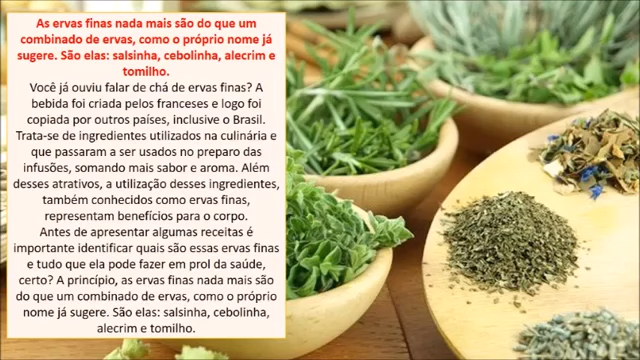 As ervas finas nada mais são do que um
combinado de ervas, como o próprio nome já
sugere. São elas: salsinha, cebolinha, alecrim e
tomilho.
Você já ouviu falar de chá de ervas finas? A
bebida foi criada pelos franceses e logo foi
copiada por outros países, inclusive o Brasil.
Trata-se de ingredientes utilizados na culinária e
que passaram a ser usados no preparo das
infusões, somando mais sabor e aroma. Além
desses atrativos, a utilização desses ingredientes,
também conhecidos como ervas finas,
representam benefícios para o corpo.
Antes de apresentar algumas receitas é
importante identificar quais são essas ervas finas
e tudo que ela pode fazer em prol da saúde,
certo? A princípio, as ervas finas nada mais são
do que um combinado de ervas, como o próprio
nome já sugere. São elas: salsinha, cebolinha,
alecrim e tomilho.